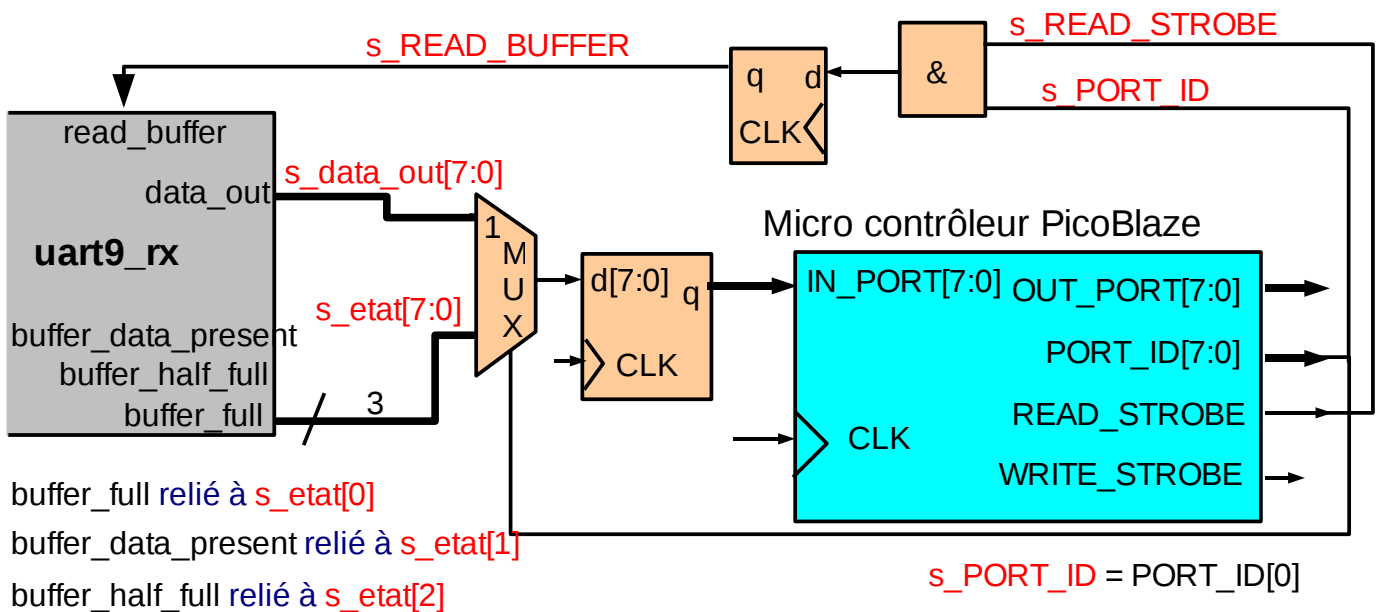 s_READ_BUFFER
s_READ_STROBE
q d
CLK
&
s_PORT_ID
read_buffer
data_out
uart9_rx
buffer_data_present
buffer_half_full
buffer_full
s_data_out[7:0]
s_etat[7:0]
3
1
M
U
X
d[7:0] q
CLK
Micro contrôleur PicoBlaze
IN_PORT[7:0]
OUT_PORT[7:0]
PORT_ID[7:0]
READ_STROBE
CLK
WRITE_STROBE
buffer_full relié à s_etat[0]
buffer_data_present relié à s_etat[1]
buffer_half_full relié à s_etat[2]
s_PORT_ID = PORT_ID[0]